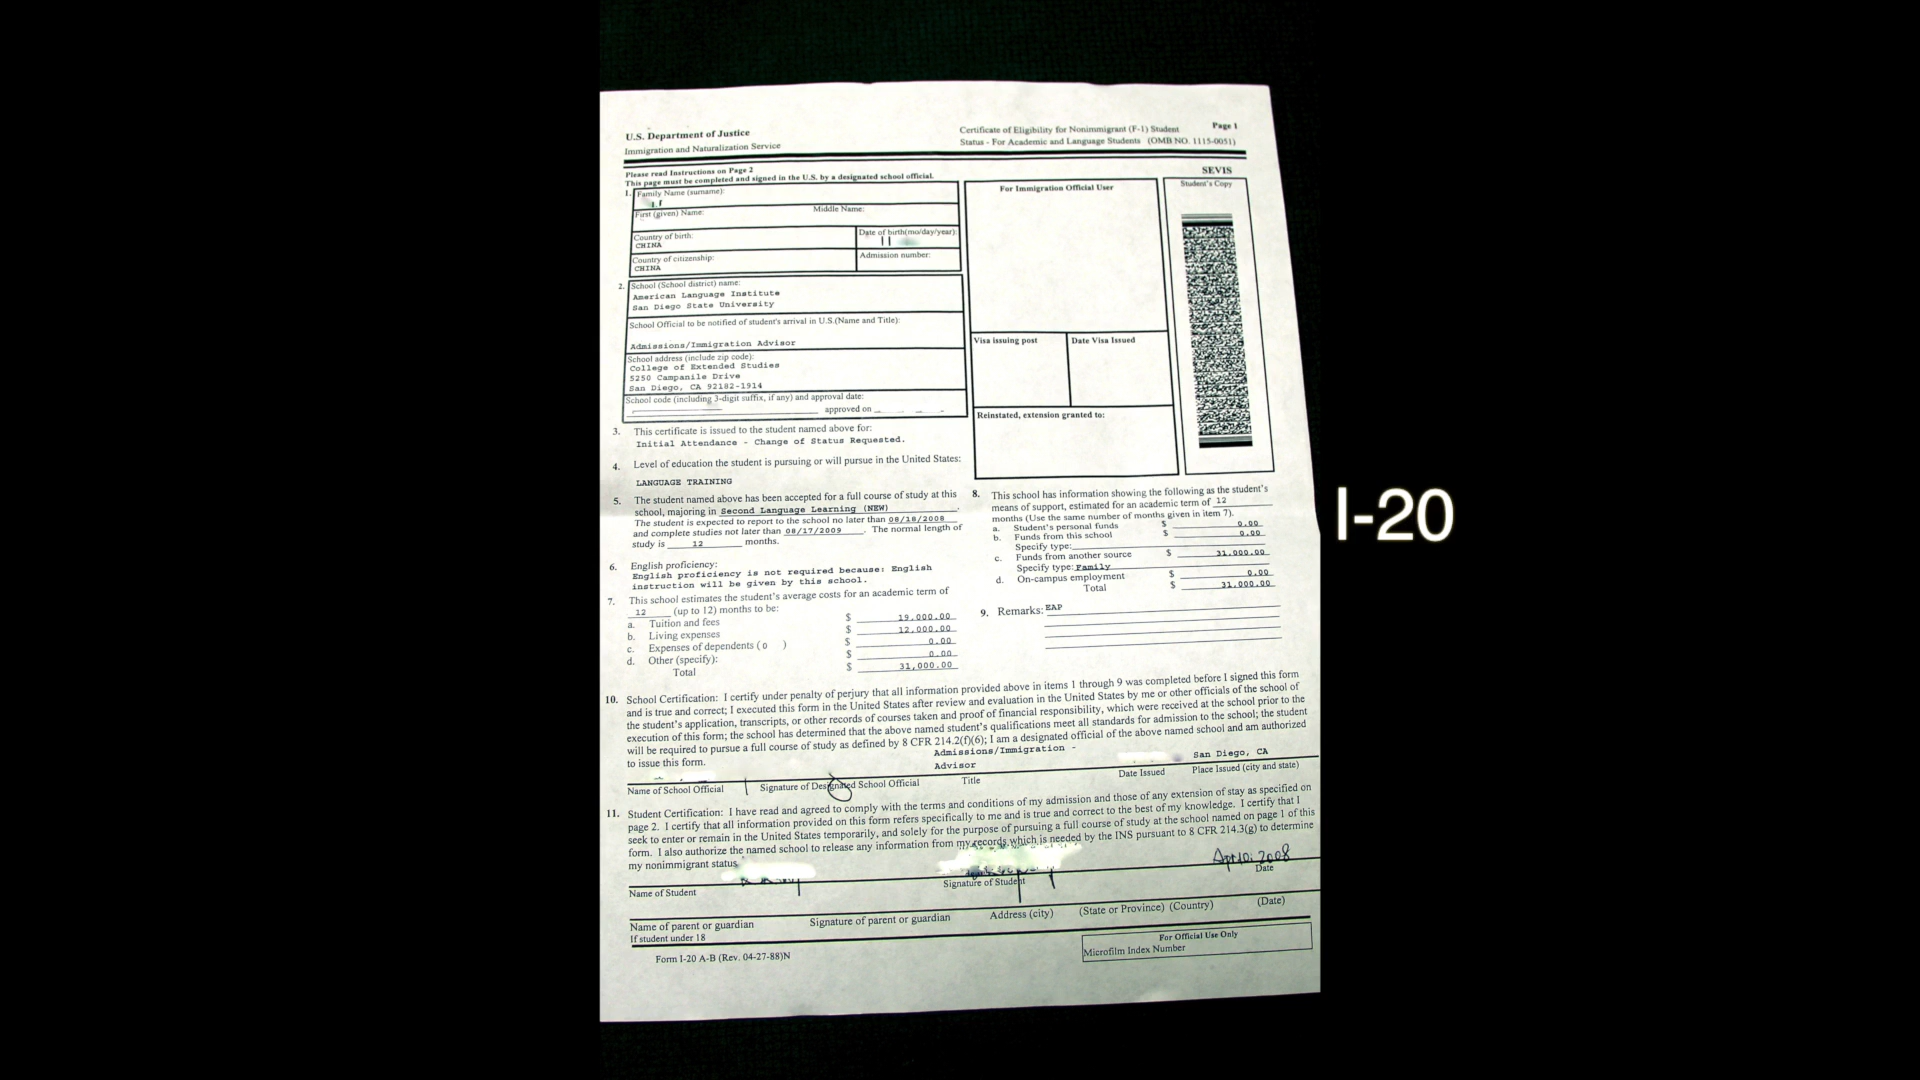 U.S. Department of Justice
Immigration and Naturalization Service
Certificate of Eligibility for Nonimmigrant (F-1) Student
Status - For Academic and Language Students (OMB NO. 1115-0051)
Page 1
Please read Instructions on Page 2
This page must be completed and signed in the U.S. by a designated school official.
SEVIS
Student's Copy
For Immigration Official User
1. Family Name (surname):
First (given) Name: Middle Name:
Country of birth: Date of birth(mo/day/year):
CHINA
Country of citizenship: Admission number:
CHINA
2. School (School district) name:
American Language Institute
San Diego State University
School Official to be notified of student's arrival in U.S.(Name and Title):
Admissions/Immigration Advisor
School address (include zip code):
College of Extended Studies
5250 Campanile Drive
San Diego, CA 92182-1914
School code (including 3-digit suffix, if any) and approval date:
approved on
Visa issuing post Date Visa Issued
Reinstated, extension granted to:
3. This certificate is issued to the student named above for:
Initial Attendance - Change of Status Requested.
4. Level of education the student is pursuing or will pursue in the United States:
LANGUAGE TRAINING
5. The student named above has been accepted for a full course of study at this
school, majoring in Second Language Learning (NEW).
The student is expected to report to the school no later than 08/18/2008
and complete studies not later than 08/17/2009. The normal length of
study is 12 months.
6. English proficiency:
English proficiency is not required because: English
instruction will be given by this school.
7. This school estimates the student's average costs for an academic term of
12 (up to 12) months to be:
a. Tuition and fees $ 19,000.00
b. Living expenses $ 12,000.00
c. Expenses of dependents (0 ) $ 0.00
d. Other (specify): $ 0.00
Total $ 31,000.00
8. This school has information showing the following as the student's
means of support, estimated for an academic term of 12
months (Use the same number of months given in item 7).
a. Student's personal funds $ 0.00
b. Funds from this school $ 0.00
Specify type:
c. Funds from another source $ 31,000.00
Specify type: Family
d. On-campus employment $ 0.00
Total $ 31,000.00
9. Remarks: EAP
10. School Certification: I certify under penalty of perjury that all information provided above in items 1 through 9 was completed before I signed this form
and is true and correct; I executed this form in the United States after review and evaluation in the United States by me or other officials of the school of
the student's application, transcripts, or other records of courses taken and proof of financial responsibility, which were received at the school prior to the
execution of this form; the school has determined that the above named student's qualifications meet all standards for admission to the school; the student
will be required to pursue a full course of study as defined by 8 CFR 214.2(f)(6); I am a designated official of the above named school and am authorized
to issue this form.
Admissions/Immigration -
Advisor
San Diego, CA
Name of School Official Signature of Designated School Official Title Date Issued Place Issued (city and state)
11. Student Certification: I have read and agreed to comply with the terms and conditions of my admission and those of any extension of stay as specified on
page 2. I certify that all information provided on this form refers specifically to me and is true and correct to the best of my knowledge. I certify that I
seek to enter or remain in the United States temporarily, and solely for the purpose of pursuing a full course of study at the school named on page 1 of this
form. I also authorize the named school to release any information from my records which is needed by the INS pursuant to 8 CFR 214.3(g) to determine
my nonimmigrant status
2008
Name of Student Signature of Student Date
Name of parent or guardian Signature of parent or guardian Address (city) (State or Province) (Country) (Date)
If student under 18
For Official Use Only
Microfilm Index Number
Form I-20 A-B (Rev. 04-27-88)N
I-20